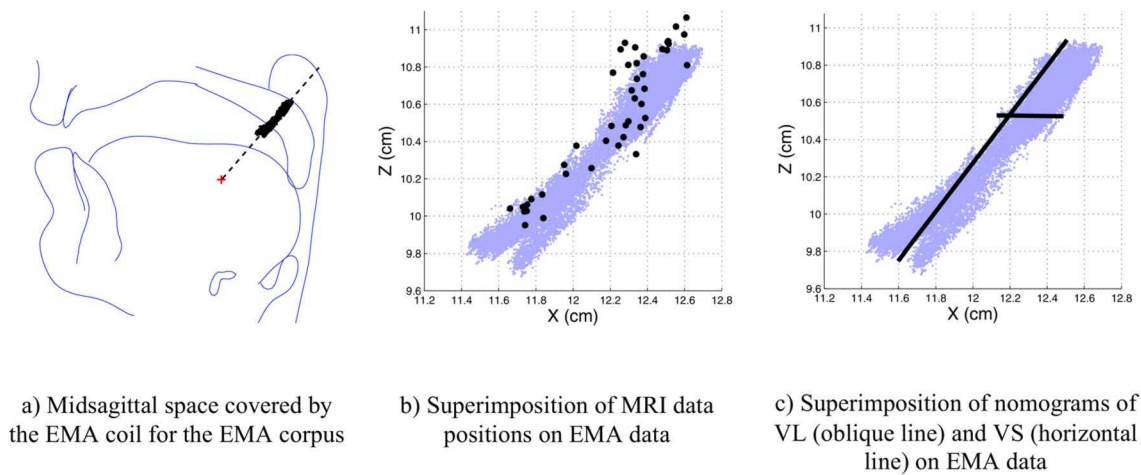 11
10.8
10.6
10.4
10.2
10
9.8
9.6
Z (cm)
11.2 11.4 11.6 11.8 12 12.2 12.4 12.6 12.8
X (cm)
11
10.8
10.6
10.4
10.2
10
9.8
9.6
Z (cm)
11.2 11.4 11.6 11.8 12 12.2 12.4 12.6 12.8
X (cm)
a) Midsagittal space covered by
the EMA coil for the EMA corpus
b) Superimposition of MRI data
positions on EMA data
c) Superimposition of nomograms of
VL (oblique line) and VS (horizontal
line) on EMA data